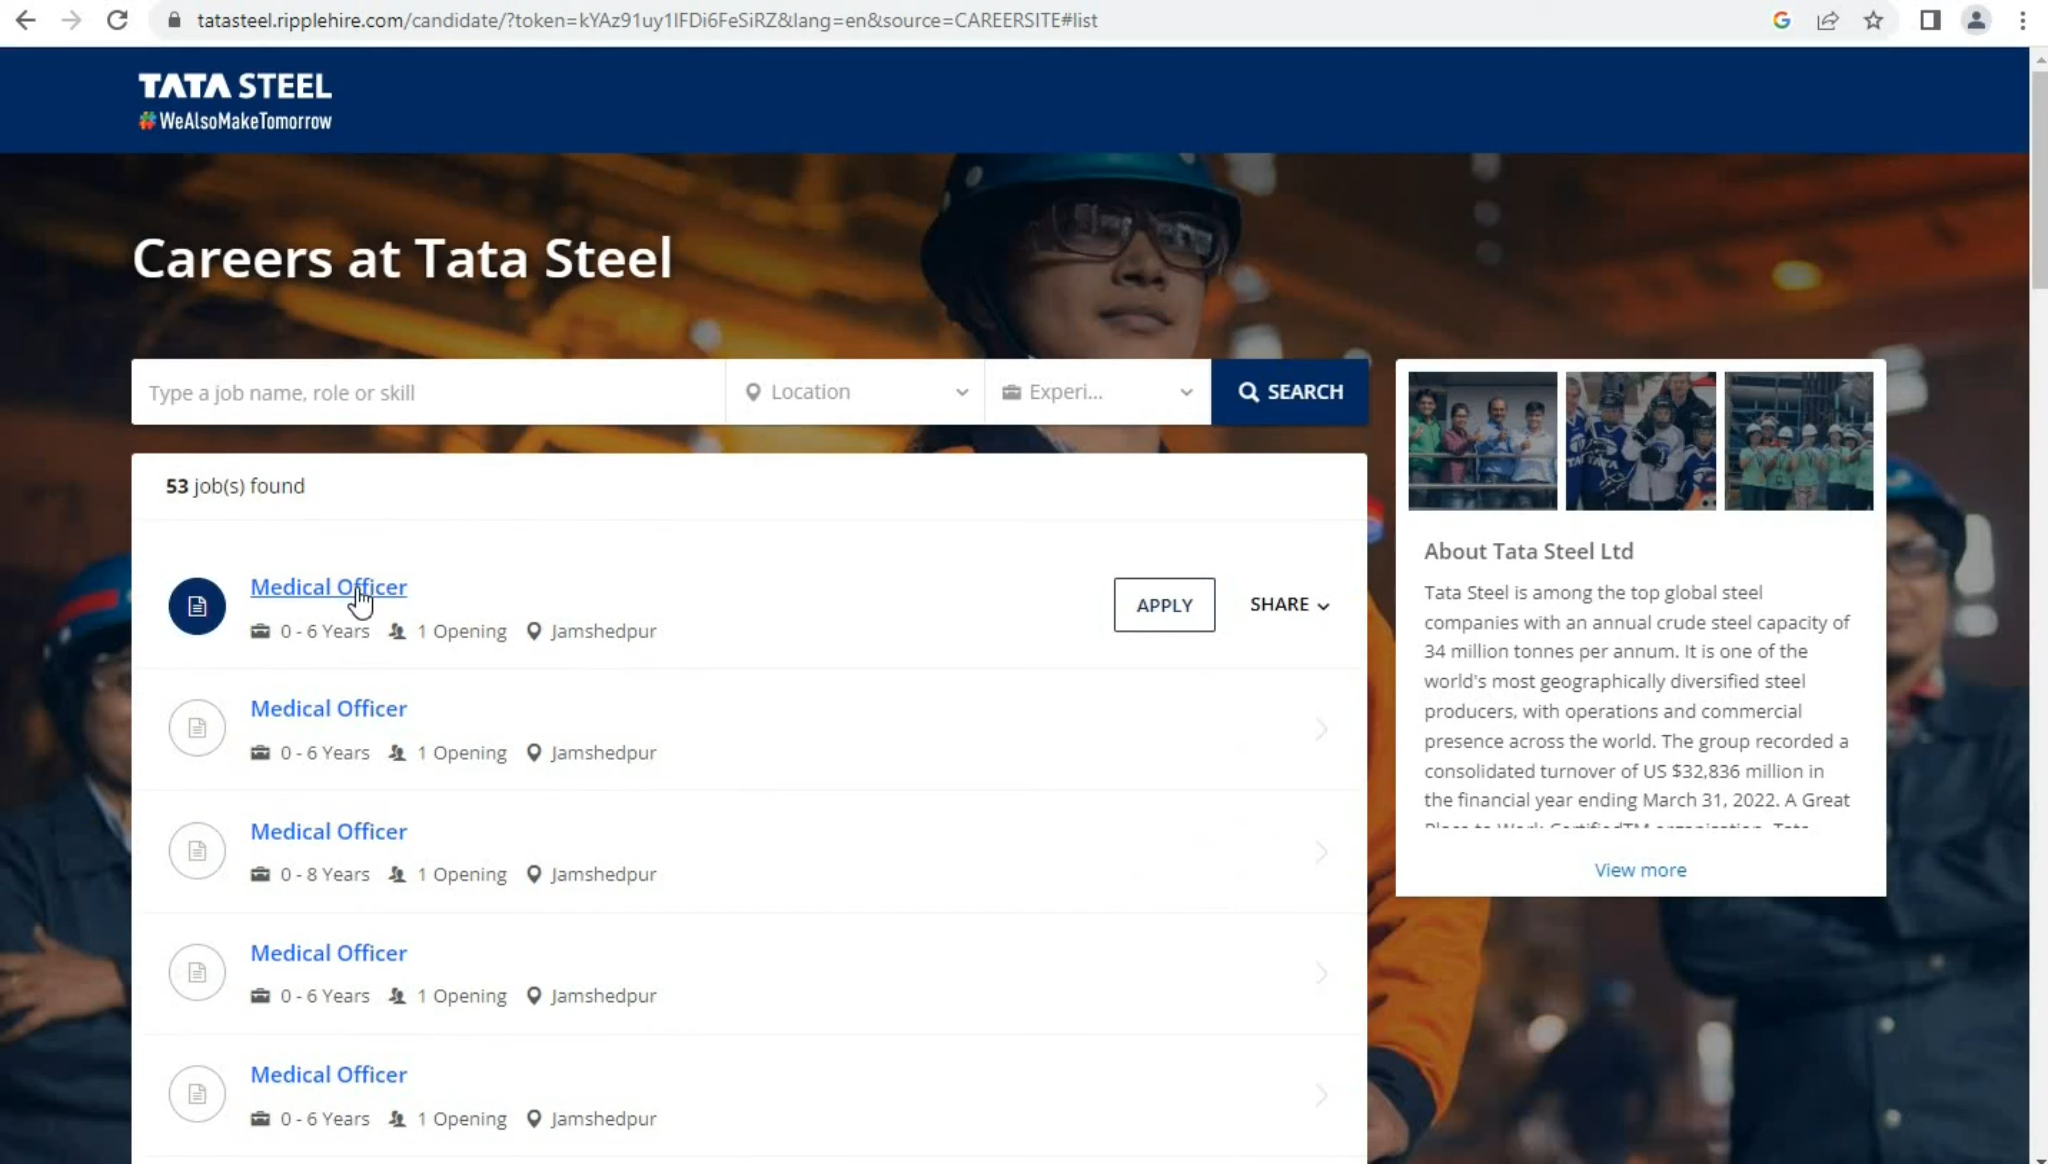 tatasteel.ripplehire.com/candidate/?token=kYAz91uy1lFDi6FeSiRZ&lang=en&source=CAREERSITE#list
TATA STEEL
#WeAlsoMakeTomorrow
Careers at Tata Steel
Type a job name, role or skill
Location
Experi...
SEARCH
53 job(s) found
Medical Officer
0 - 6 Years 1 Opening Jamshedpur
APPLY
SHARE
Medical Officer
0 - 6 Years 1 Opening Jamshedpur
Medical Officer
0 - 8 Years 1 Opening Jamshedpur
Medical Officer
0 - 6 Years 1 Opening Jamshedpur
Medical Officer
0 - 6 Years 1 Opening Jamshedpur
About Tata Steel Ltd
Tata Steel is among the top global steel
companies with an annual crude steel capacity of
34 million tonnes per annum. It is one of the
world's most geographically diversified steel
producers, with operations and commercial
presence across the world. The group recorded a
consolidated turnover of US $32,836 million in
the financial year ending March 31, 2022. A Great
View more